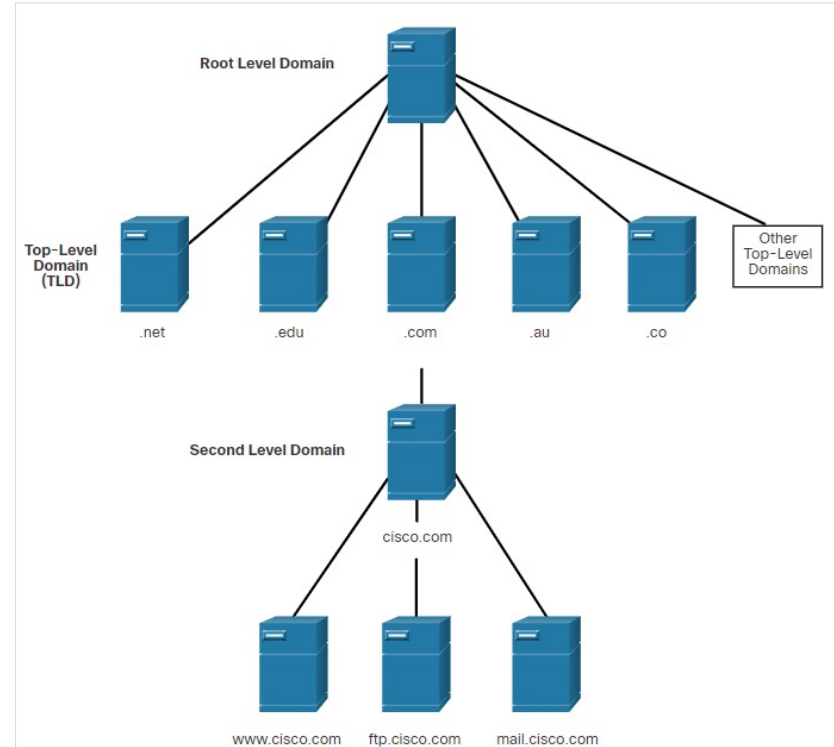 Root Level Domain
Top-Level
Domain
(TLD)
Other
Top-Level
Domains
.net
.edu
.com
.au
.co
Second Level Domain
cisco.com
www.cisco.com
ftp.cisco.com
mail.cisco.com